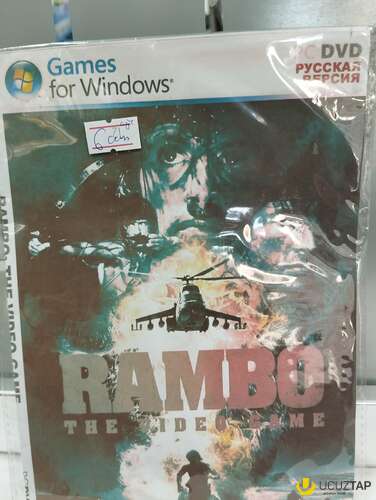 Games
for Windows®
PC DVD
РУССКАЯ
ВЕРСИЯ
RAMBO
THE VIDEO GAME
RAMBO: THE VIDEO GAME
UCUZTAP